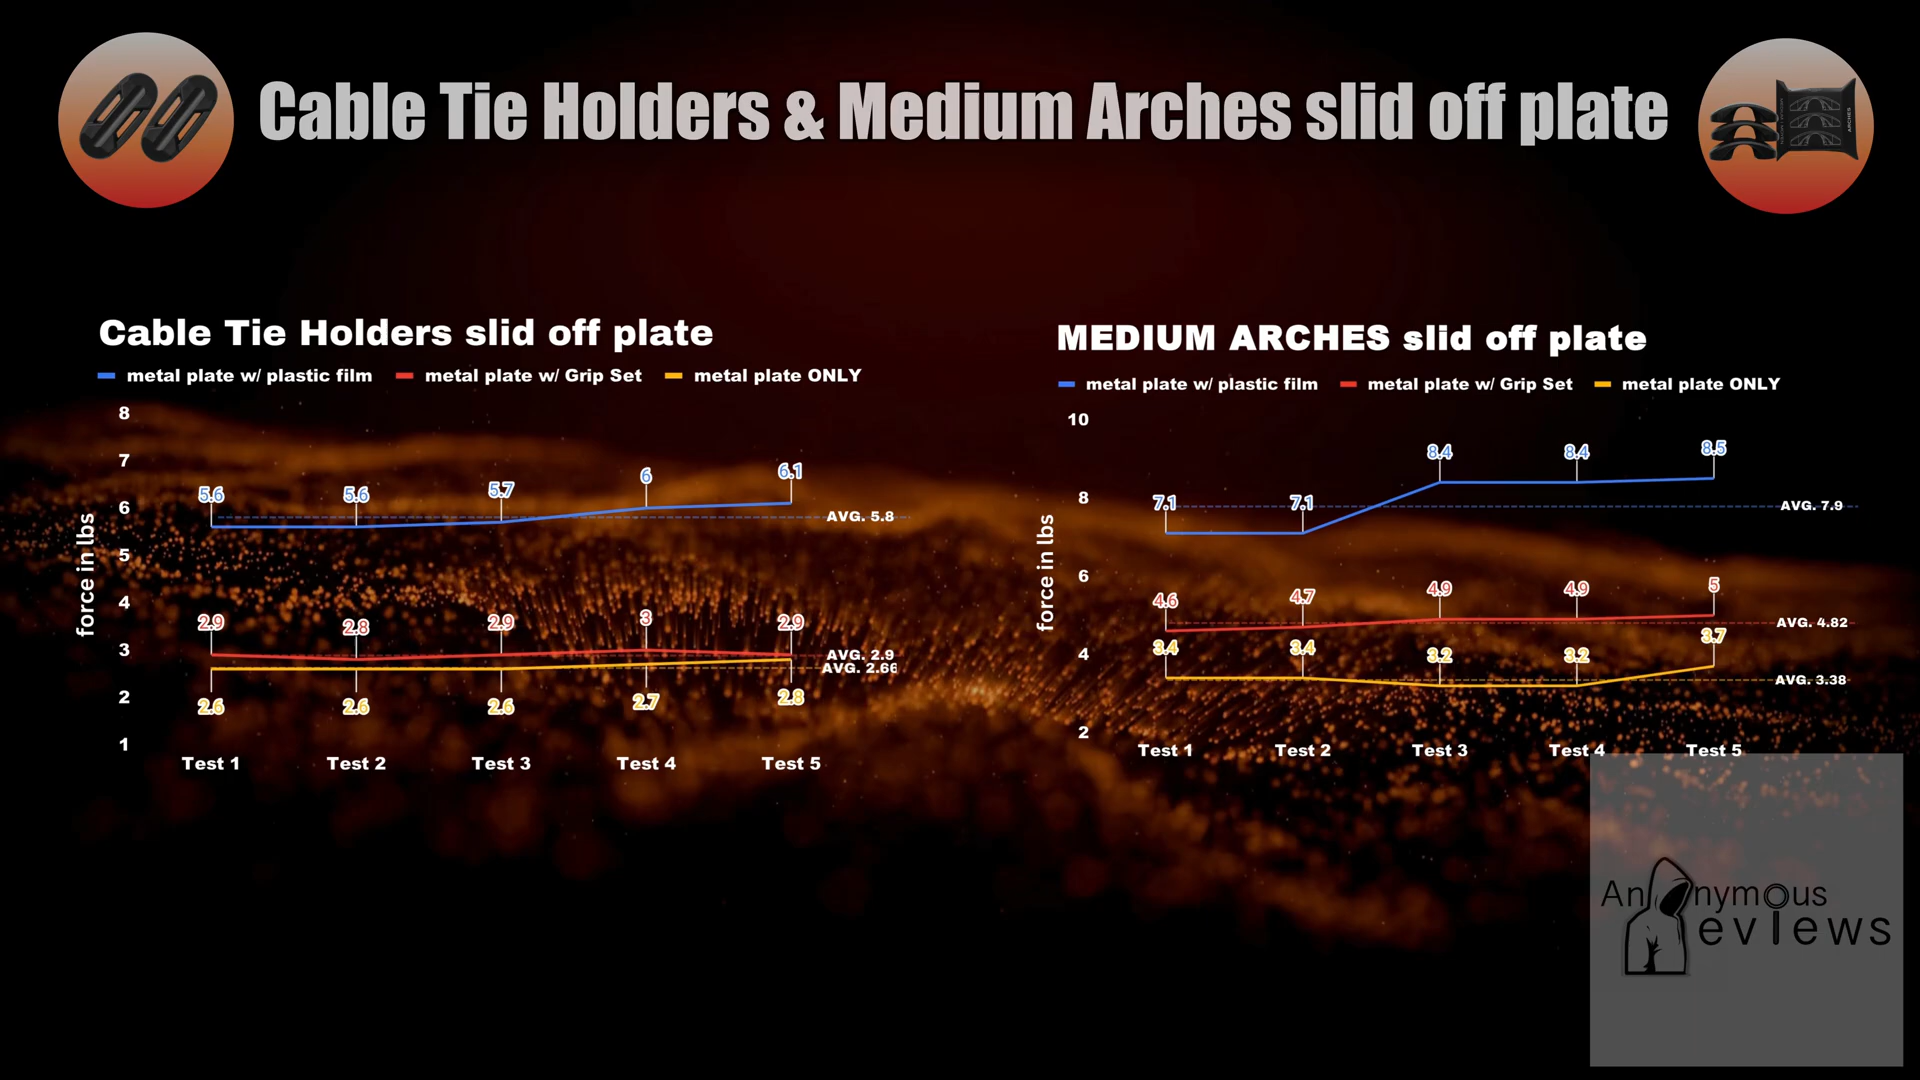 Cable Tie Holders & Medium Arches slid off plate
Cable Tie Holders slid off plate
metal plate w/ plastic film metal plate w/ Grip Set metal plate ONLY
8
7
6
5
4
3
2
1
force in lbs
5.6 5.6 5.7 6 6.1
AVG. 5.8
2.9 2.8 2.9 3 2.9
AVG. 2.9
AVG. 2.66
2.6 2.6 2.6 2.7 2.8
Test 1 Test 2 Test 3 Test 4 Test 5
MEDIUM ARCHES slid off plate
metal plate w/ plastic film metal plate w/ Grip Set metal plate ONLY
10
8
6
4
2
force in lbs
7.1 7.1 8.4 8.4 8.5
AVG. 7.9
4.6 4.7 4.9 4.9 5
AVG. 4.82
3.4 3.4 3.2 3.2 3.7
AVG. 3.38
Test 1 Test 2 Test 3 Test 4 Test 5
Anonymous
Reviews